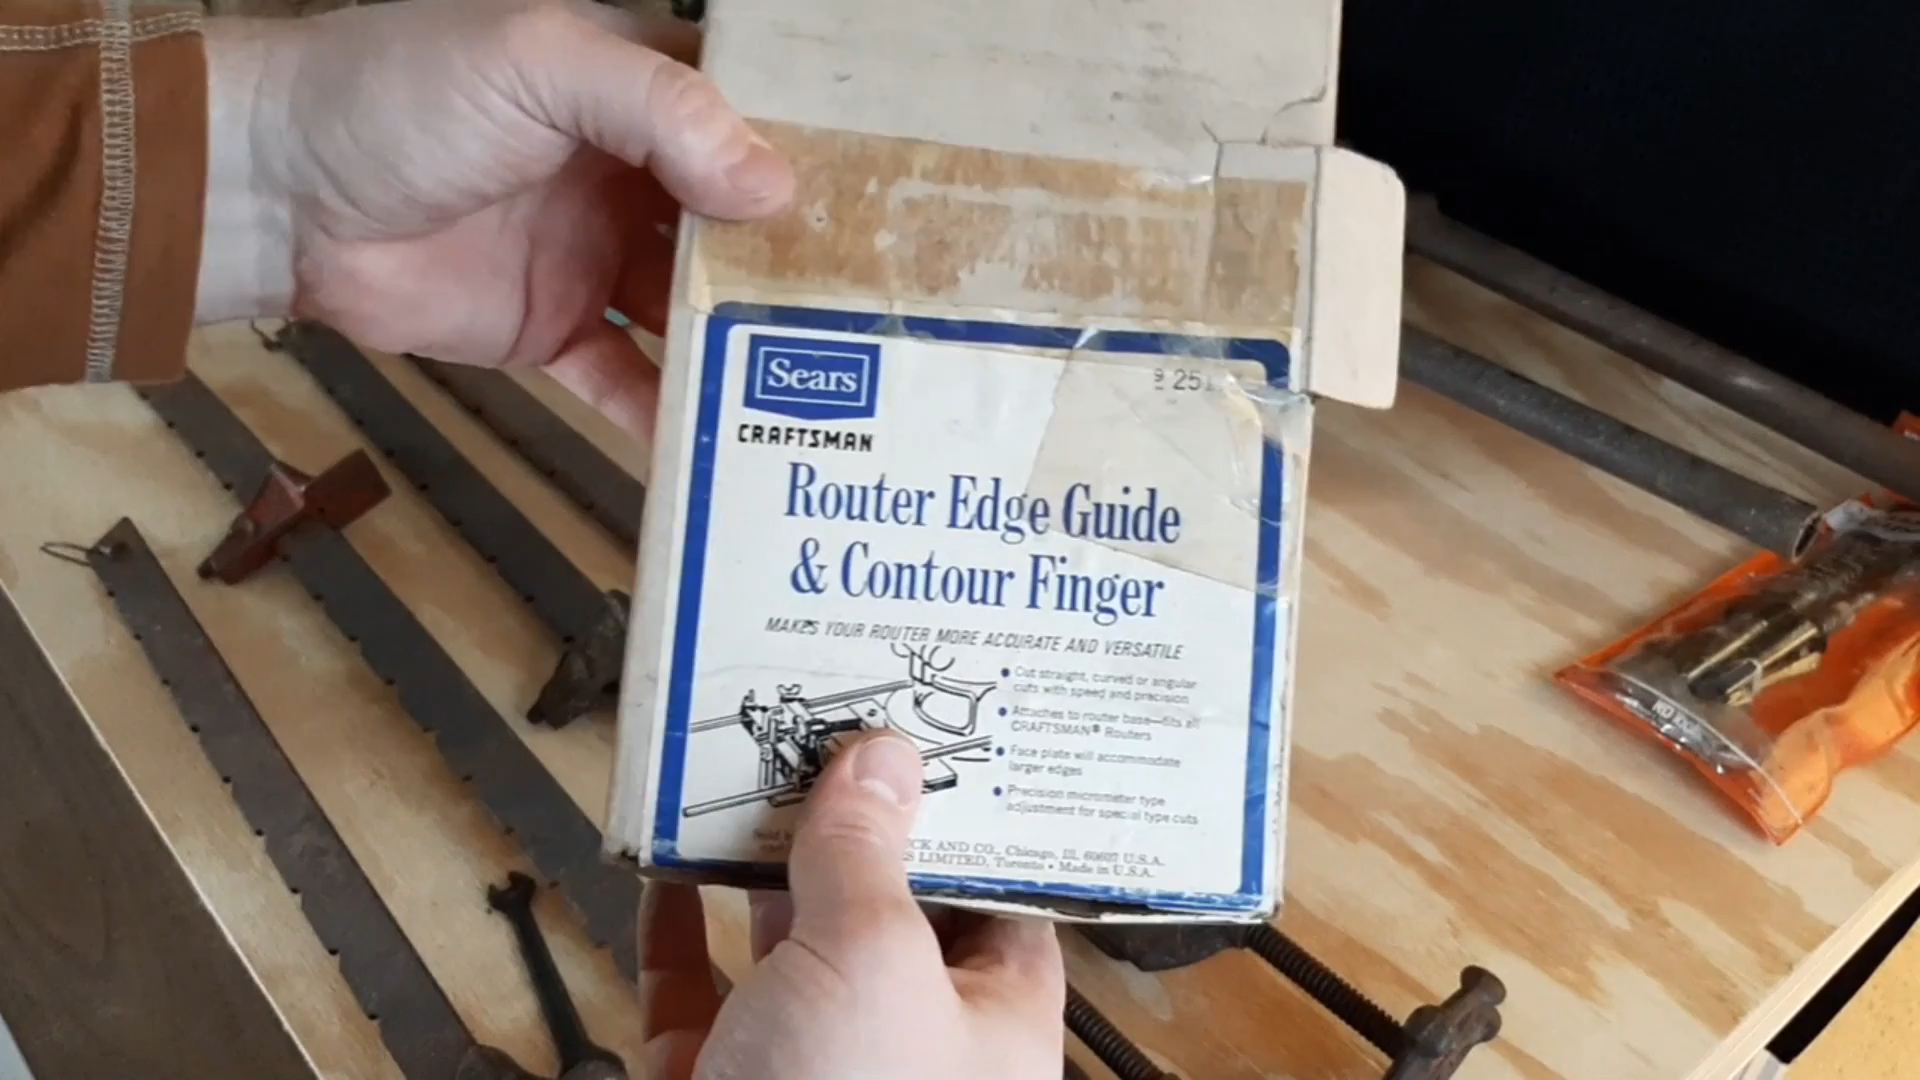 Sears
9 251
CRAFTSMAN
Router Edge Guide
& Contour Finger
MAKES YOUR ROUTER MORE ACCURATE AND VERSATILE
• Cut straight, curved or angular
cuts with speed and precision
• Attaches to router base—fits all
CRAFTSMAN® Routers
• Face plate will accommodate
larger edges
• Precision micrometer type
adjustment for special type cuts
CK AND CO., Chicago, Ill. 60607 U.S.A.
S LIMITED, Toronto • Made in U.S.A.